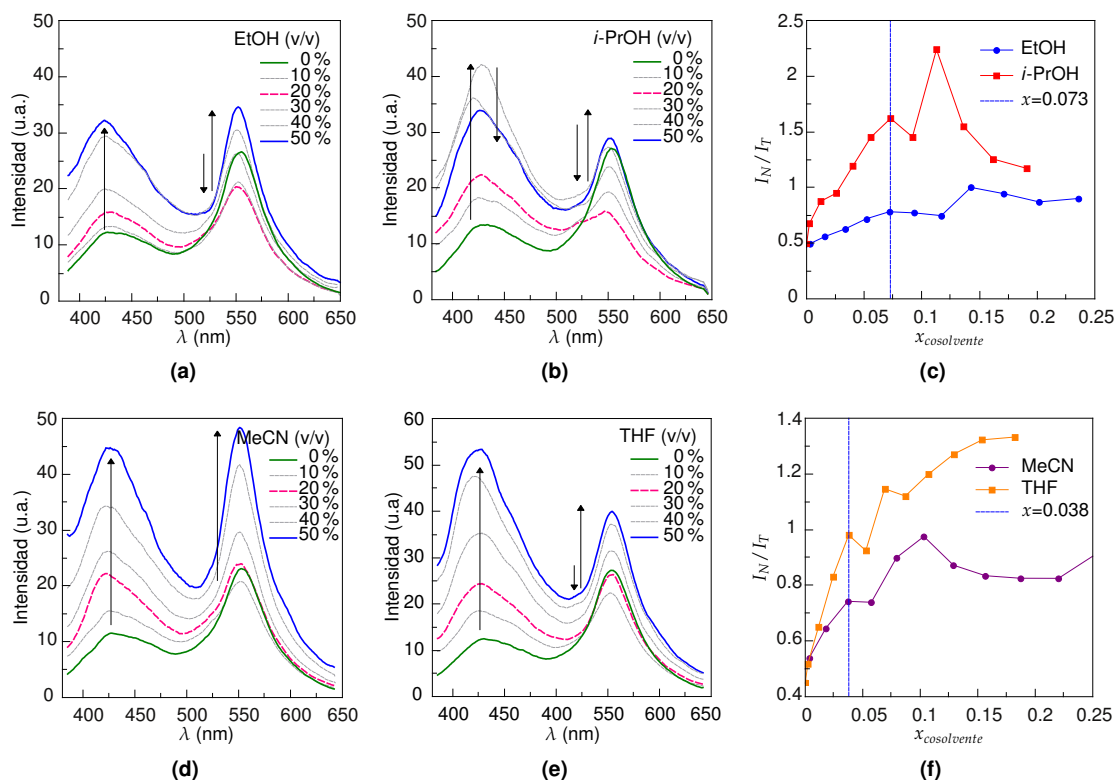 50
40
30
20
10
0
Intensidad (u.a.)
EtOH (v/v)
0 %
10 %
20 %
30 %
40 %
50 %
400 450 500 550 600 650
λ (nm)
(a)
50
40
30
20
10
0
Intensidad (u.a.)
i-PrOH (v/v)
0 %
10 %
20 %
30 %
40 %
50 %
400 450 500 550 600 650
λ (nm)
(b)
2.5
2
1.5
1
0.5
0
I_N / I_T
EtOH
i-PrOH
x=0.073
0 0.05 0.1 0.15 0.2 0.25
x_cosolvente
(c)
50
40
30
20
10
0
Intensidad (u.a.)
MeCN (v/v)
0 %
10 %
20 %
30 %
40 %
50 %
400 450 500 550 600 650
λ (nm)
(d)
60
50
40
30
20
10
0
Intensidad (u.a)
THF (v/v)
0 %
10 %
20 %
30 %
40 %
50 %
400 450 500 550 600 650
λ (nm)
(e)
1.4
1.2
1
0.8
0.6
0.4
I_N / I_T
MeCN
THF
x=0.038
0 0.05 0.1 0.15 0.2 0.25
x_cosolvente
(f)